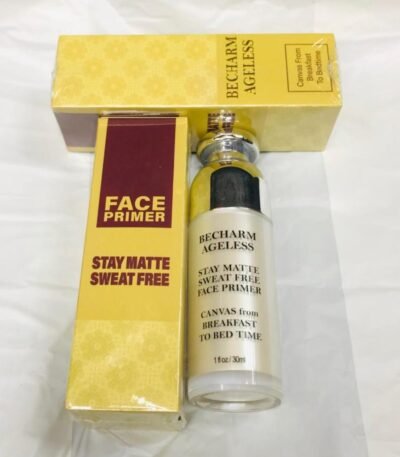 BECHARM
AGELESS
Canvas From
Breakfast
To Bedtime
FACE
PRIMER
STAY MATTE
SWEAT FREE
BECHARM
AGELESS
STAY MATTE
SWEAT FREE
FACE PRIMER
CANVAS from
BREAKFAST
TO BED TIME
1 fl oz / 30ml